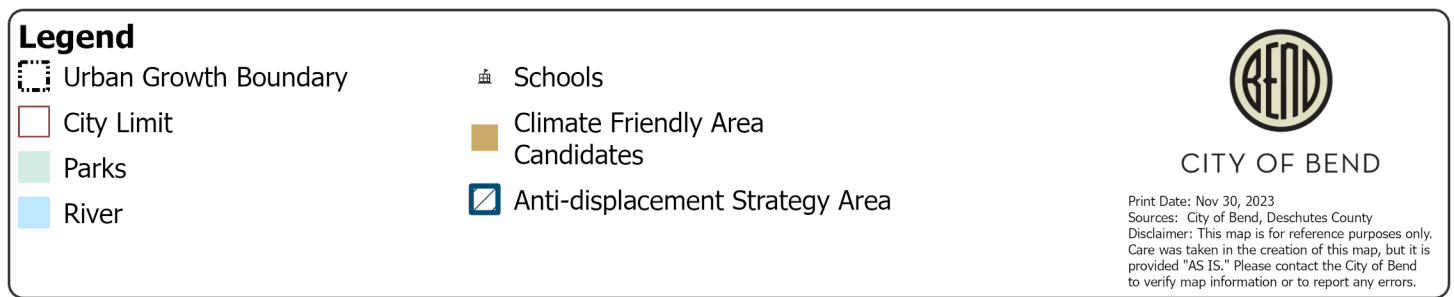 Legend
Urban Growth Boundary
City Limit
Parks
River
Schools
Climate Friendly Area
Candidates
Anti-displacement Strategy Area
BEND
CITY OF BEND
Print Date: Nov 30, 2023
Sources: City of Bend, Deschutes County
Disclaimer: This map is for reference purposes only.
Care was taken in the creation of this map, but it is
provided "AS IS." Please contact the City of Bend
to verify map information or to report any errors.